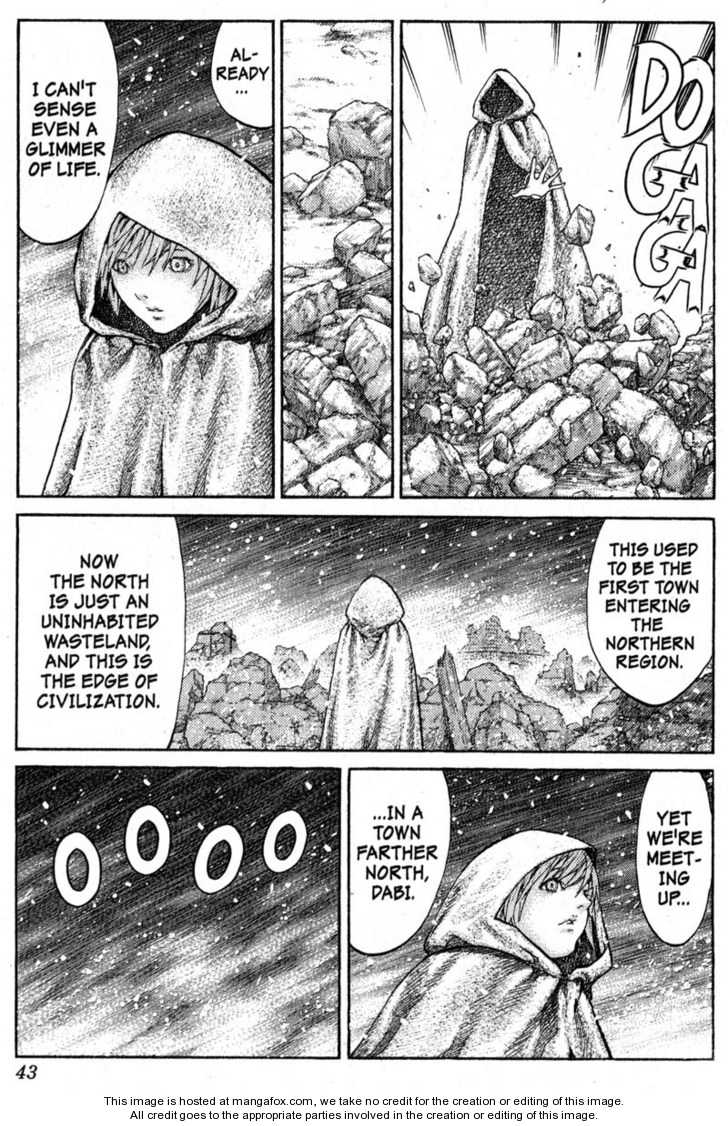 DO
GA
GA
AL-
READY
...
I CAN'T
SENSE
EVEN A
GLIMMER
OF LIFE.
THIS USED
TO BE THE
FIRST TOWN
ENTERING
THE
NORTHERN
REGION.
NOW
THE NORTH
IS JUST AN
UNINHABITED
WASTELAND,
AND THIS IS
THE EDGE OF
CIVILIZATION.
YET
WE'RE
MEET-
ING
UP...
...IN A
TOWN
FARTHER
NORTH,
DABI.
OOOO
43
This image is hosted at mangafox.com, we take no credit for the creation or editing of this image.
All credit goes to the appropriate parties involved in the creation or editing of this image.